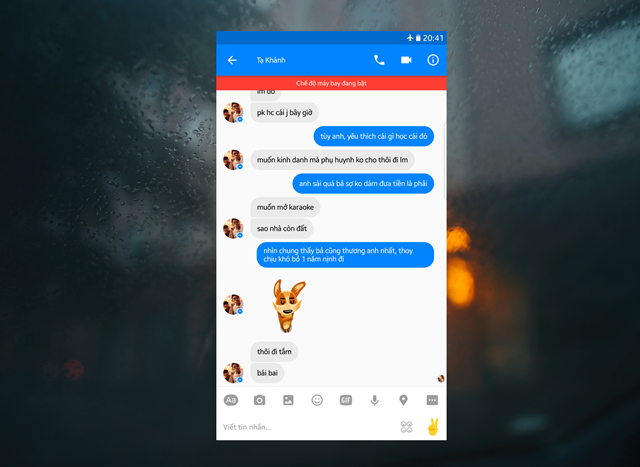 20:41
Tạ Khánh
Chế độ máy bay đang bật
pk hc cái j bây giờ
tùy anh, yêu thích cái gì học cái đó
muốn kinh danh mà phụ huynh ko cho thôi đi lm
anh sài quá bả sợ ko dám đưa tiền là phải
muốn mở karaoke
sao nhà còn đất
nhìn chung thấy bả cũng thương anh nhất, thoy
chịu khó bỏ 1 năm nịnh đi
thôi đi tắm
bái bai
Aa
GIF
Viết tin nhắn...